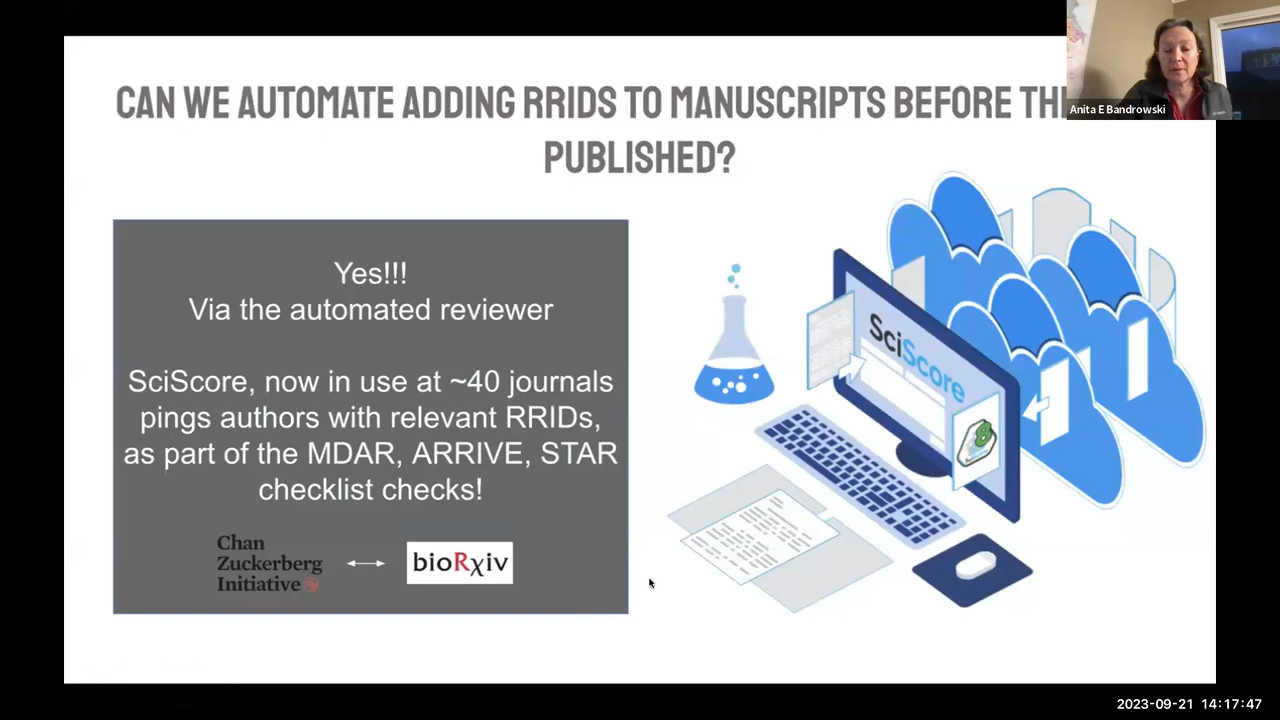 CAN WE AUTOMATE ADDING RRIDS TO MANUSCRIPTS BEFORE
PUBLISHED?
Anita E Bandrowski
Yes!!!
Via the automated reviewer
SciScore, now in use at ~40 journals
pings authors with relevant RRIDs,
as part of the MDAR, ARRIVE, STAR
checklist checks!
Chan
Zuckerberg
Initiative
bioRχiv
SciScore
8
2023-09-21 14:17:47